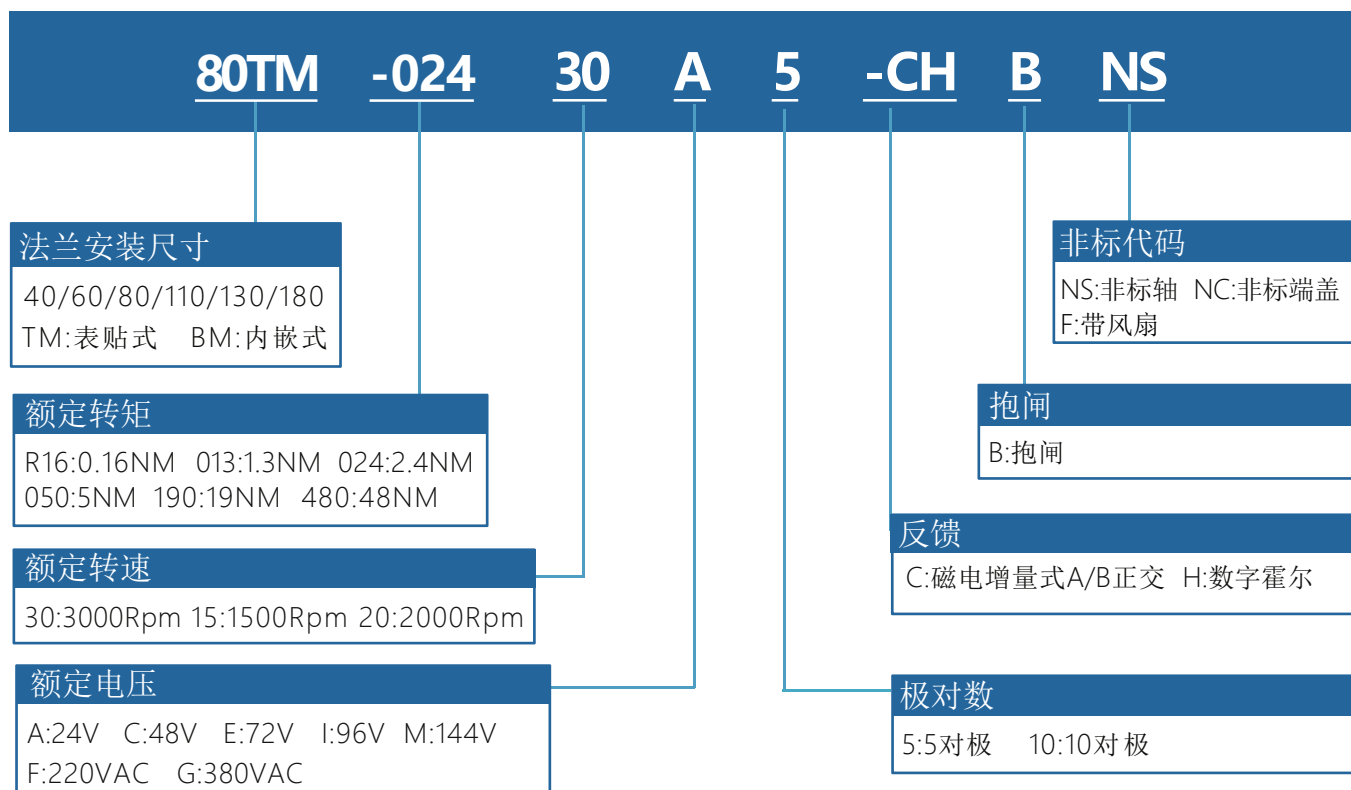 80TM -024 30 A 5 -CH B NS
法兰安装尺寸
40/60/80/110/130/180
TM:表贴式 BM:内嵌式
非标代码
NS:非标轴 NC:非标端盖
F:带风扇
额定转矩
R16:0.16NM 013:1.3NM 024:2.4NM
050:5NM 190:19NM 480:48NM
抱闸
B:抱闸
额定转速
30:3000Rpm 15:1500Rpm 20:2000Rpm
反馈
C:磁电增量式A/B正交 H:数字霍尔
额定电压
A:24V C:48V E:72V I:96V M:144V
F:220VAC G:380VAC
极对数
5:5对极 10:10对极